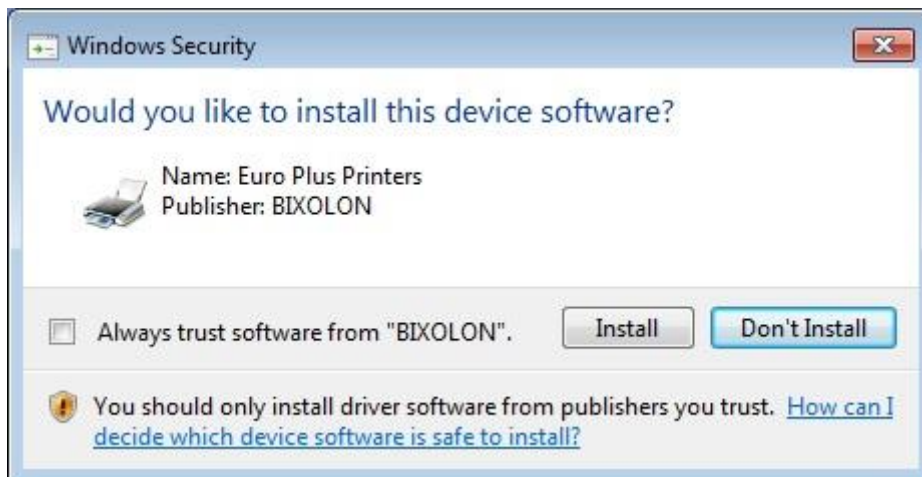 Windows Security
Would you like to install this device software?
Name: Euro Plus Printers
Publisher: BIXOLON
Always trust software from "BIXOLON".
Install
Don't Install
You should only install driver software from publishers you trust. How can I
decide which device software is safe to install?